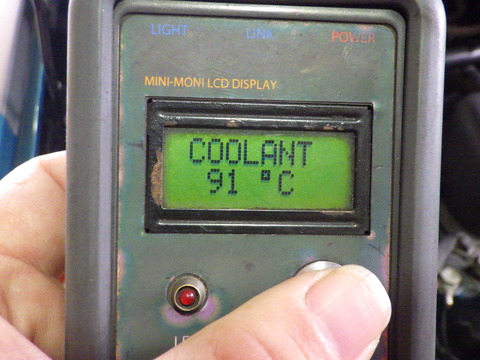 LIGHT LINK POWER
MINI-MONI LCD DISPLAY
COOLANT
91 °C